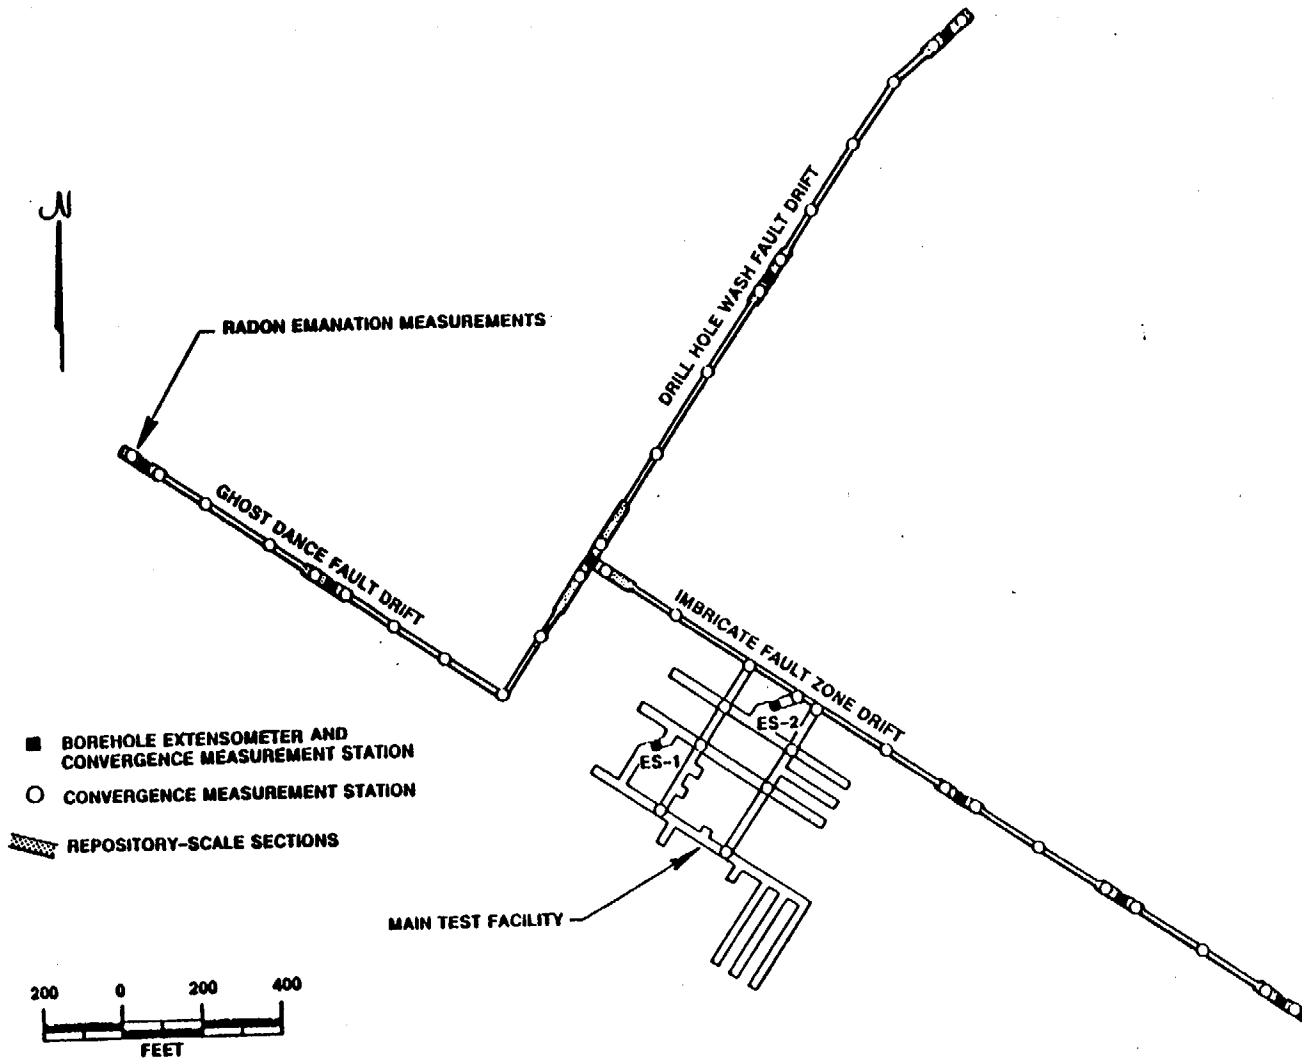 N
RADON EMANATION MEASUREMENTS
DRILL HOLE WASH FAULT DRIFT
GHOST DANCE FAULT DRIFT
IMBRICATE FAULT ZONE DRIFT
ES-2
ES-1
BOREHOLE EXTENSOMETER AND
CONVERGENCE MEASUREMENT STATION
CONVERGENCE MEASUREMENT STATION
REPOSITORY-SCALE SECTIONS
MAIN TEST FACILITY
200 0 200 400
FEET